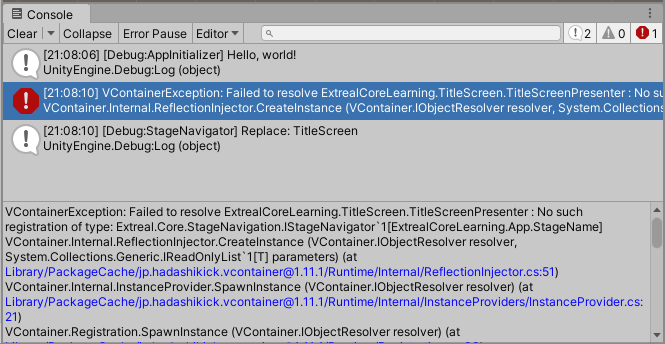 Console
Clear Collapse Error Pause Editor 2 0 1
[21:08:06] [Debug:AppInitializer] Hello, world!
UnityEngine.Debug:Log (object)
[21:08:10] VContainerException: Failed to resolve ExtrealCoreLearning.TitleScreen.TitleScreenPresenter : No suc
VContainer.Internal.ReflectionInjector.CreateInstance (VContainer.IObjectResolver resolver, System.Collections
[21:08:10] [Debug:StageNavigator] Replace: TitleScreen
UnityEngine.Debug:Log (object)
VContainerException: Failed to resolve ExtrealCoreLearning.TitleScreen.TitleScreenPresenter : No such
registration of type: Extreal.Core.StageNavigation.IStageNavigator`1[ExtrealCoreLearning.App.StageName]
VContainer.Internal.ReflectionInjector.CreateInstance (VContainer.IObjectResolver resolver,
System.Collections.Generic.IReadOnlyList`1[T] parameters) (at
Library/PackageCache/jp.hadashikick.vcontainer@1.11.1/Runtime/Internal/ReflectionInjector.cs:51)
VContainer.Internal.InstanceProvider.SpawnInstance (VContainer.IObjectResolver resolver) (at
Library/PackageCache/jp.hadashikick.vcontainer@1.11.1/Runtime/Internal/InstanceProviders/InstanceProvider.cs:
21)
VContainer.Registration.SpawnInstance (VContainer.IObjectResolver resolver) (at